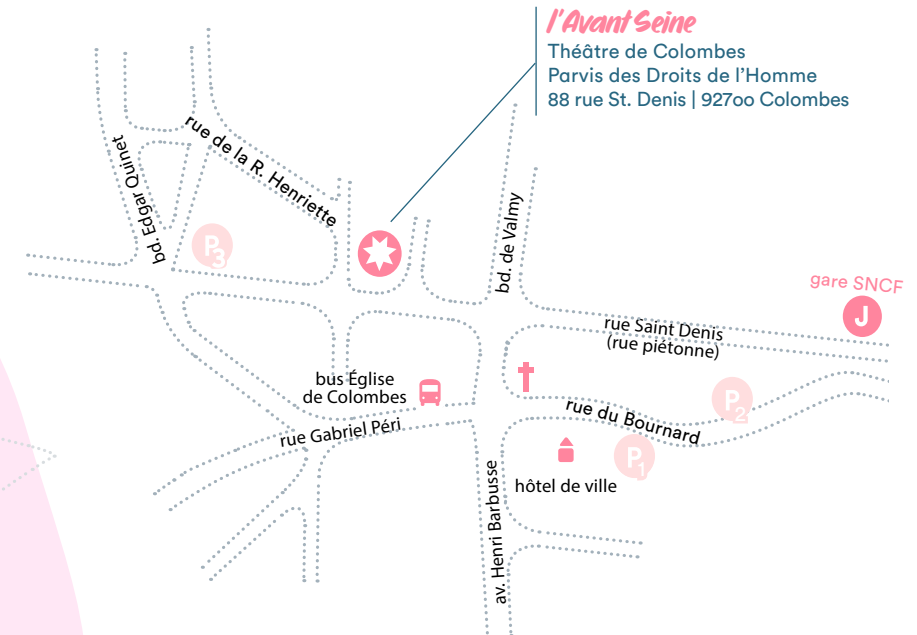 l'Avant Seine
Théâtre de Colombes
Parvis des Droits de l'Homme
88 rue St. Denis | 92700 Colombes
rue de la R. Henriette
bd. Edgar Quinet
P3
bd. de Valmy
gare SNCF
J
rue Saint Denis
(rue piétonne)
bus Église
de Colombes
P2
rue du Bournard
rue Gabriel Péri
P1
hôtel de ville
av. Henri Barbusse